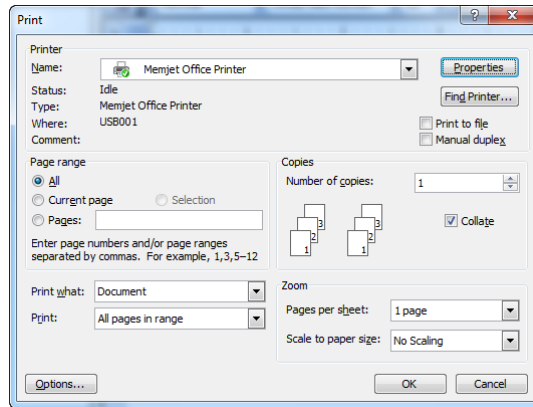 Print
Printer
Name: Memjet Office Printer Properties
Status: Idle
Type: Memjet Office Printer Find Printer...
Where: USB001
Comment:
Print to file
Manual duplex
Page range
All
Current page Selection
Pages:
Enter page numbers and/or page ranges
separated by commas. For example, 1,3,5–12
Copies
Number of copies: 1
3 3
2 2
1 1
Collate
Print what: Document
Print: All pages in range
Zoom
Pages per sheet: 1 page
Scale to paper size: No Scaling
Options... OK Cancel